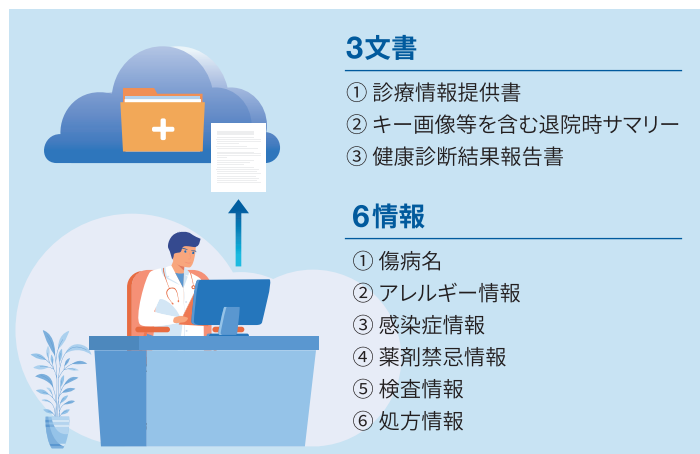 3文書
① 診療情報提供書
② キー画像等を含む退院時サマリー
③ 健康診断結果報告書
6情報
① 傷病名
② アレルギー情報
③ 感染症情報
④ 薬剤禁忌情報
⑤ 検査情報
⑥ 処方情報